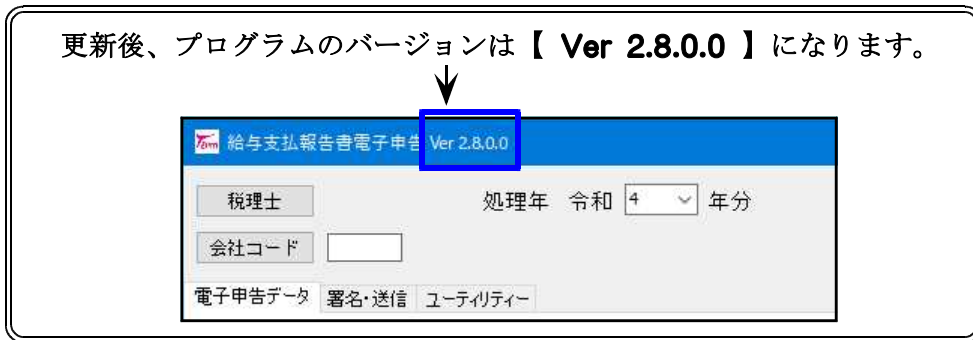 更新後、プログラムのバージョンは【 Ver 2.8.0.0 】になります。
給与支払報告書電子申告 Ver 2.8.0.0
税理士 処理年 令和 4 年分
会社コード
電子申告データ 署名・送信 ユーティリティー